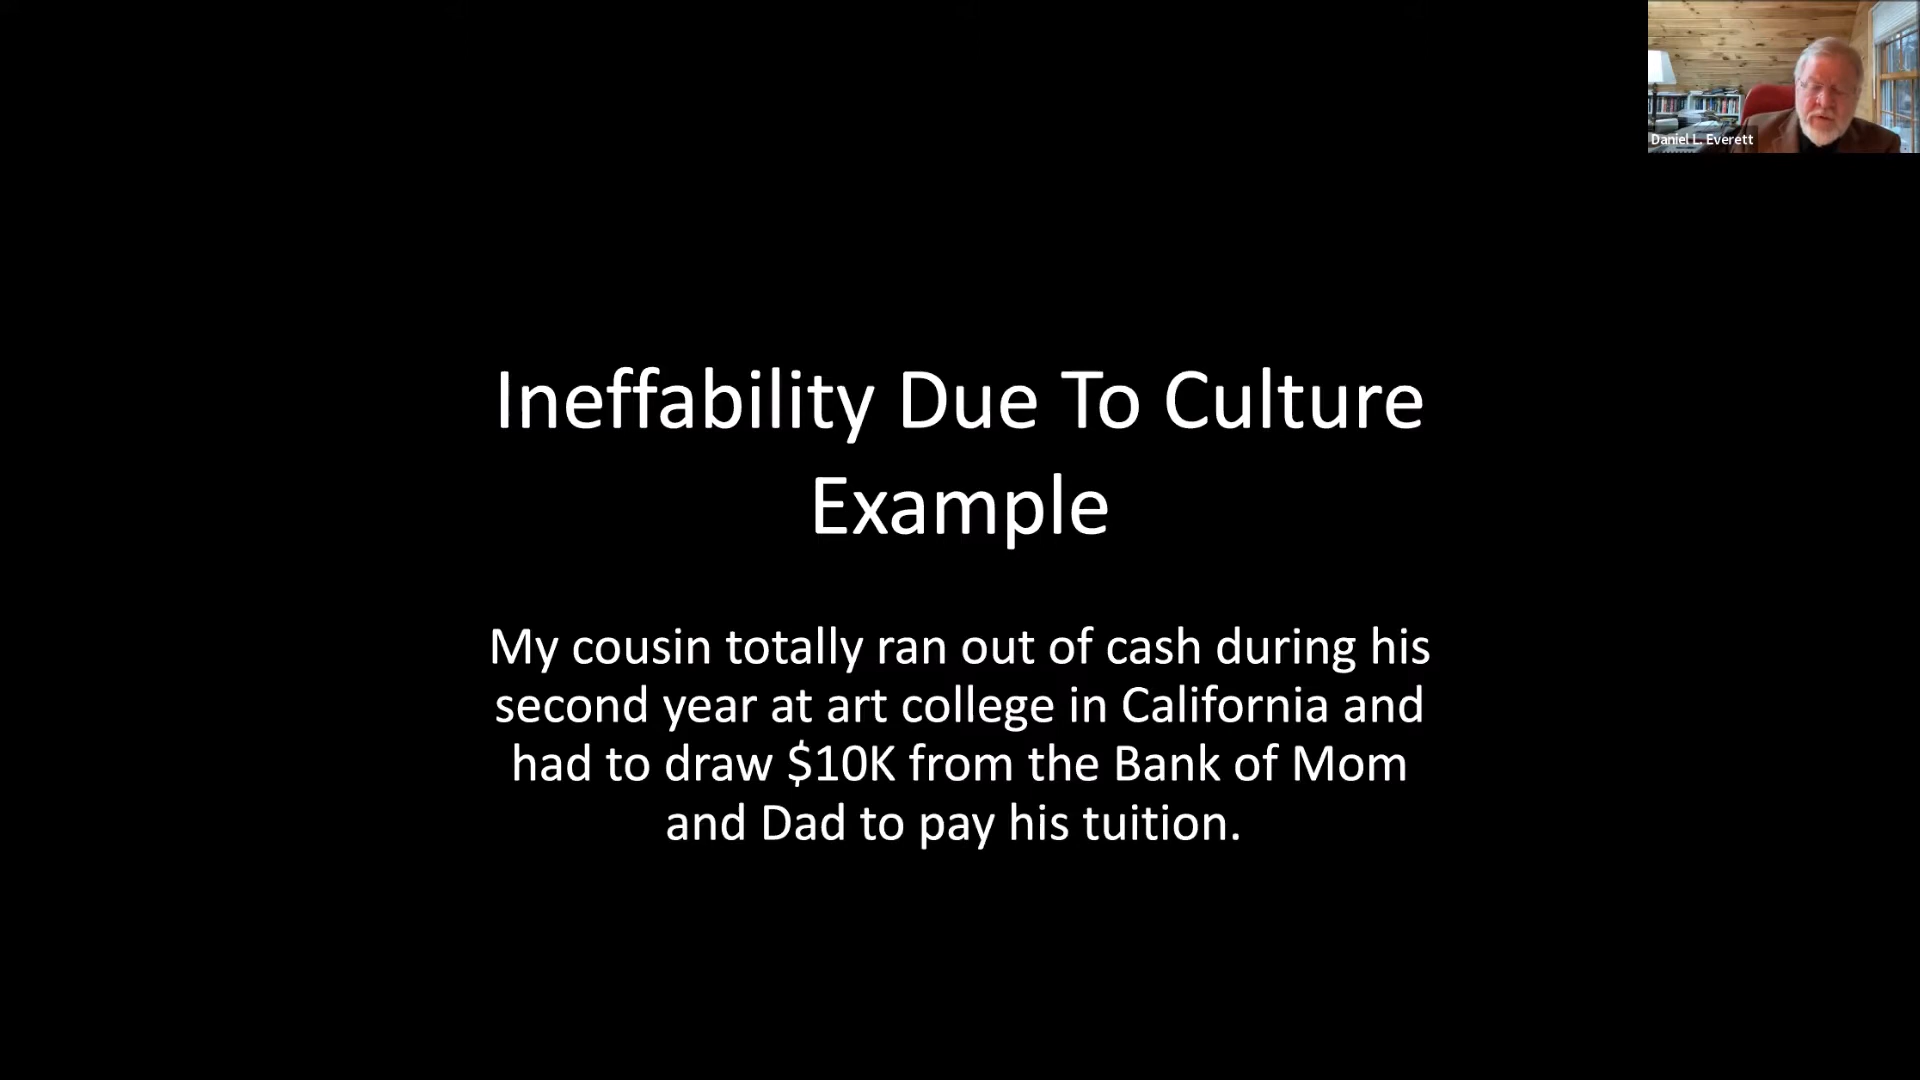 Daniel L. Everett
Ineffability Due To Culture
Example
My cousin totally ran out of cash during his
second year at art college in California and
had to draw $10K from the Bank of Mom
and Dad to pay his tuition.